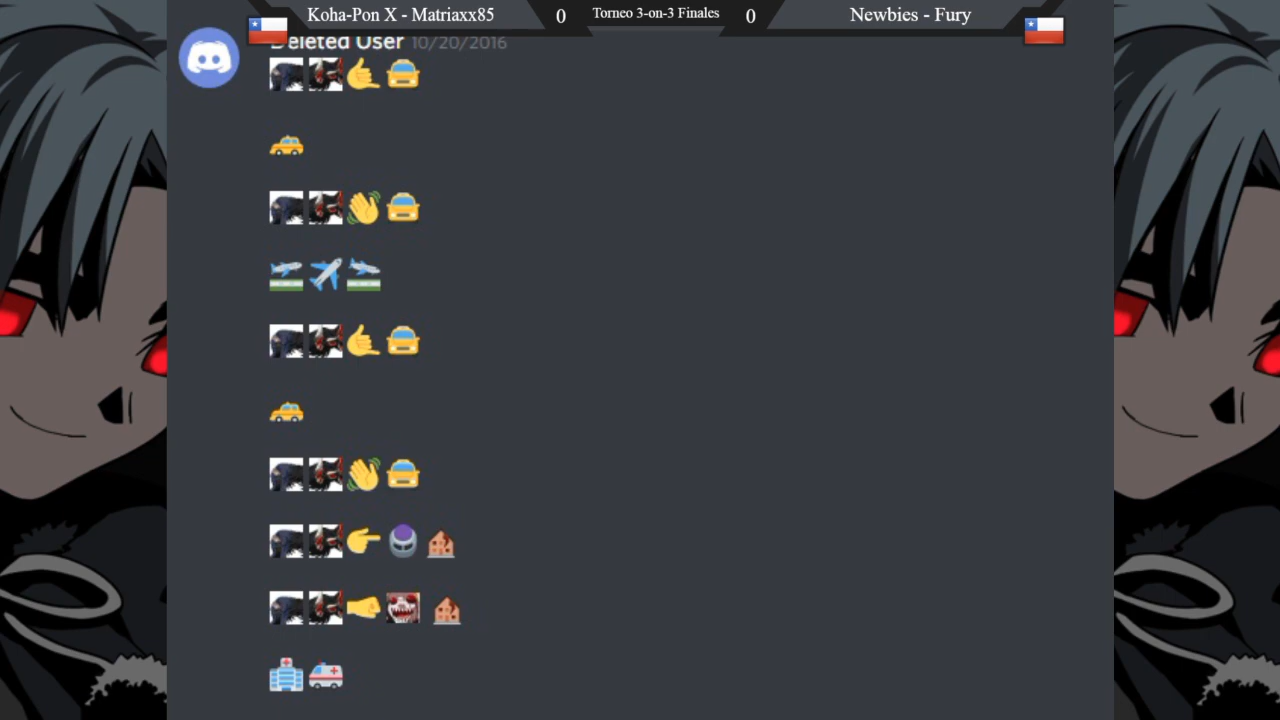 Koha-Pon X - Matriaxx85 0 Torneo 3-on-3 Finales 0 Newbies - Fury
Deleted User 10/20/2016